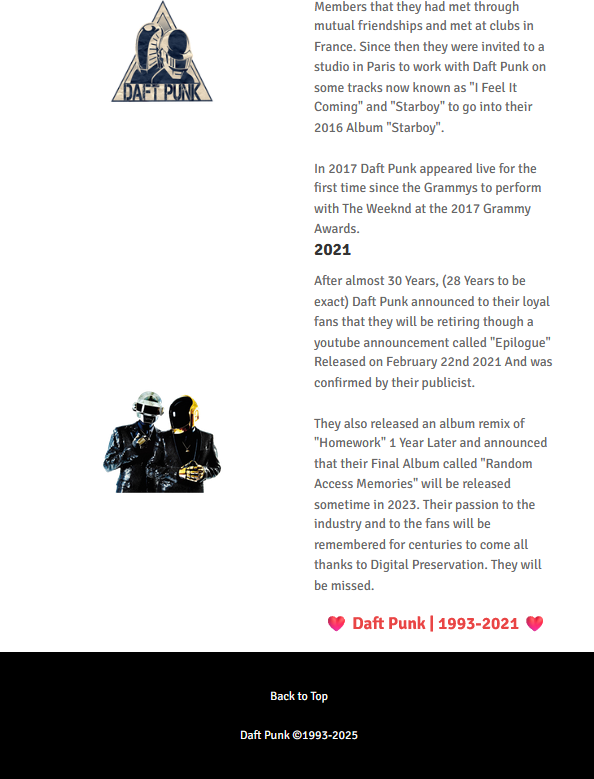 DAFT PUNK
Members that they had met through
mutual friendships and met at clubs in
France. Since then they were invited to a
studio in Paris to work with Daft Punk on
some tracks now known as "I Feel It
Coming" and "Starboy" to go into their
2016 Album "Starboy".
In 2017 Daft Punk appeared live for the
first time since the Grammys to perform
with The Weeknd at the 2017 Grammy
Awards.
2021
After almost 30 Years, (28 Years to be
exact) Daft Punk announced to their loyal
fans that they will be retiring though a
youtube announcement called "Epilogue"
Released on February 22nd 2021 And was
confirmed by their publicist.
They also released an album remix of
"Homework" 1 Year Later and announced
that their Final Album called "Random
Access Memories" will be released
sometime in 2023. Their passion to the
industry and to the fans will be
remembered for centuries to come all
thanks to Digital Preservation. They will
be missed.
Daft Punk | 1993-2021
Back to Top
Daft Punk ©1993-2025